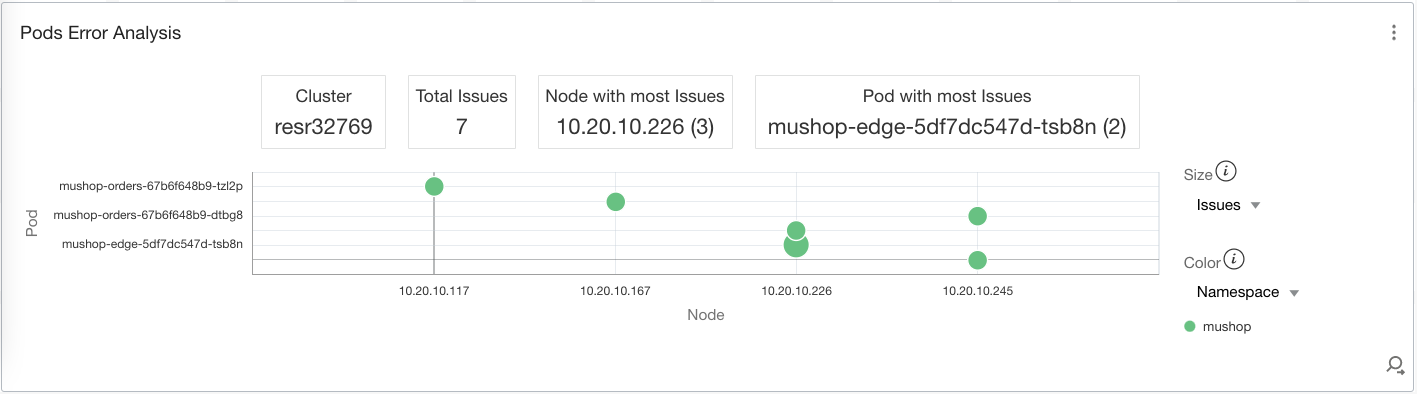 Pods Error Analysis
Cluster
resr32769
Total Issues
7
Node with most Issues
10.20.10.226 (3)
Pod with most Issues
mushop-edge-5df7dc547d-tsb8n (2)
Pod
mushop-orders-67b6f648b9-tzl2p
mushop-orders-67b6f648b9-dtbg8
mushop-edge-5df7dc547d-tsb8n
10.20.10.117
10.20.10.167
10.20.10.226
10.20.10.245
Node
Size i
Issues
Color i
Namespace
mushop